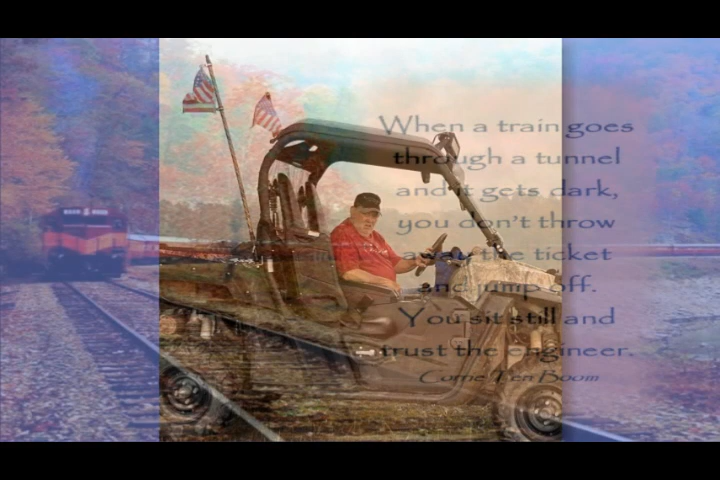 When a train goes
through a tunnel
and it gets dark,
you don't throw
away the ticket
and jump off.
You sit still and
trust the engineer.
Corrie Ten Boom